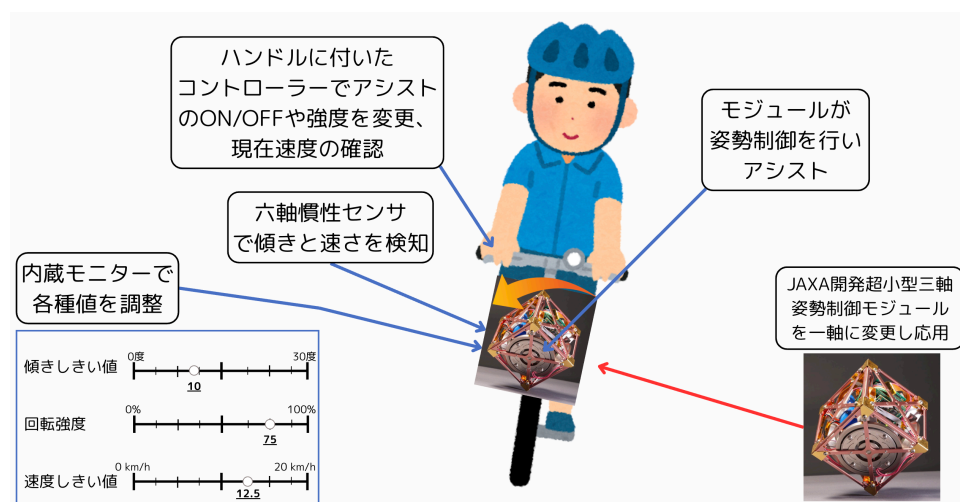 ハンドルに付いた
コントローラーでアシスト
のON/OFFや強度を変更、
現在速度の確認
モジュールが
姿勢制御を行い
アシスト
六軸慣性センサ
で傾きと速さを検知
内蔵モニターで
各種値を調整
JAXA開発超小型三軸
姿勢制御モジュール
を一軸に変更し応用
傾きしきい値 0度 30度
10
回転強度 0% 100%
75
速度しきい値 0 km/h 20 km/h
12.5